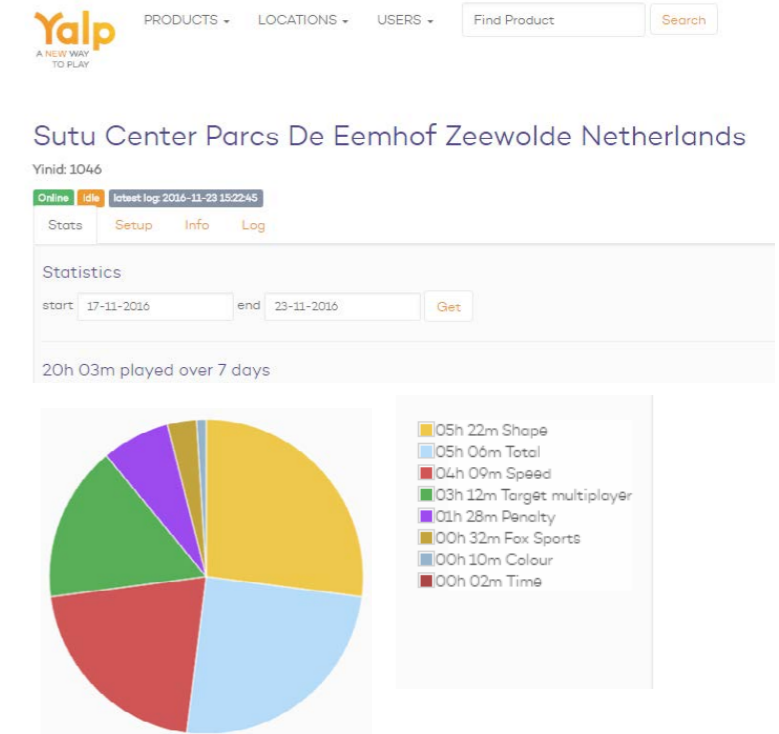 Yalp
A NEW WAY
TO PLAY
PRODUCTS LOCATIONS USERS Find Product Search
Sutu Center Parcs De Eemhof Zeewolde Netherlands
Yinid: 1046
Online Idle latest log: 2016-11-23 15:22:45
Stats Setup Info Log
Statistics
start 17-11-2016 end 23-11-2016 Get
20h 03m played over 7 days
05h 22m Shape
05h 06m Total
04h 09m Speed
03h 12m Target multiplayer
01h 28m Penalty
00h 32m Fox Sports
00h 10m Colour
00h 02m Time